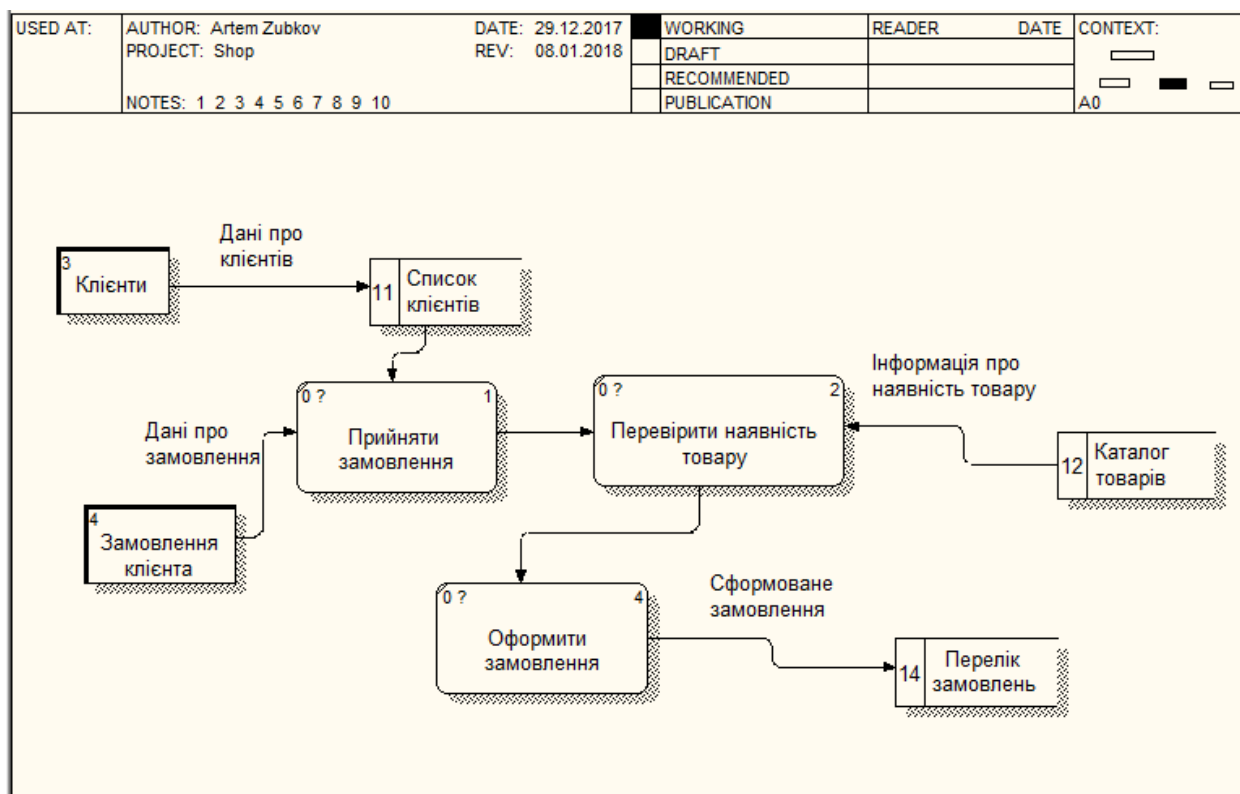 USED AT:
AUTHOR: Artem Zubkov
DATE: 29.12.2017
WORKING
READER
DATE
CONTEXT:
PROJECT: Shop
REV: 08.01.2018
DRAFT
RECOMMENDED
NOTES: 1 2 3 4 5 6 7 8 9 10
PUBLICATION
A0
Дані про
клієнтів
3
Клієнти
11
Список
клієнтів
0 ?
1
Прийняти
замовлення
0 ?
2
Перевірити наявність
товару
Інформація про
наявність товару
Дані про
замовлення
12
Каталог
товарів
4
Замовлення
клієнта
0 ?
4
Оформити
замовлення
Сформоване
замовлення
14
Перелік
замовлень